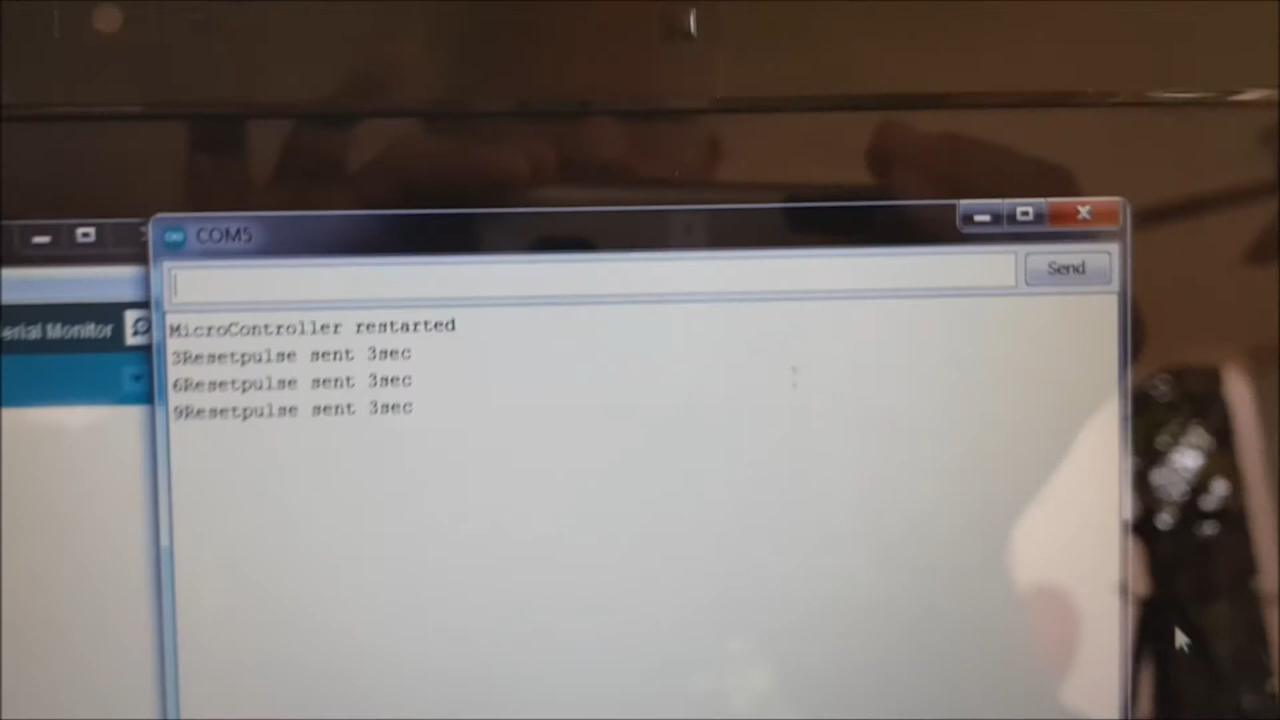 COM5
Send
erial Monitor
MicroController restarted
3Resetpulse sent 3sec
6Resetpulse sent 3sec
9Resetpulse sent 3sec